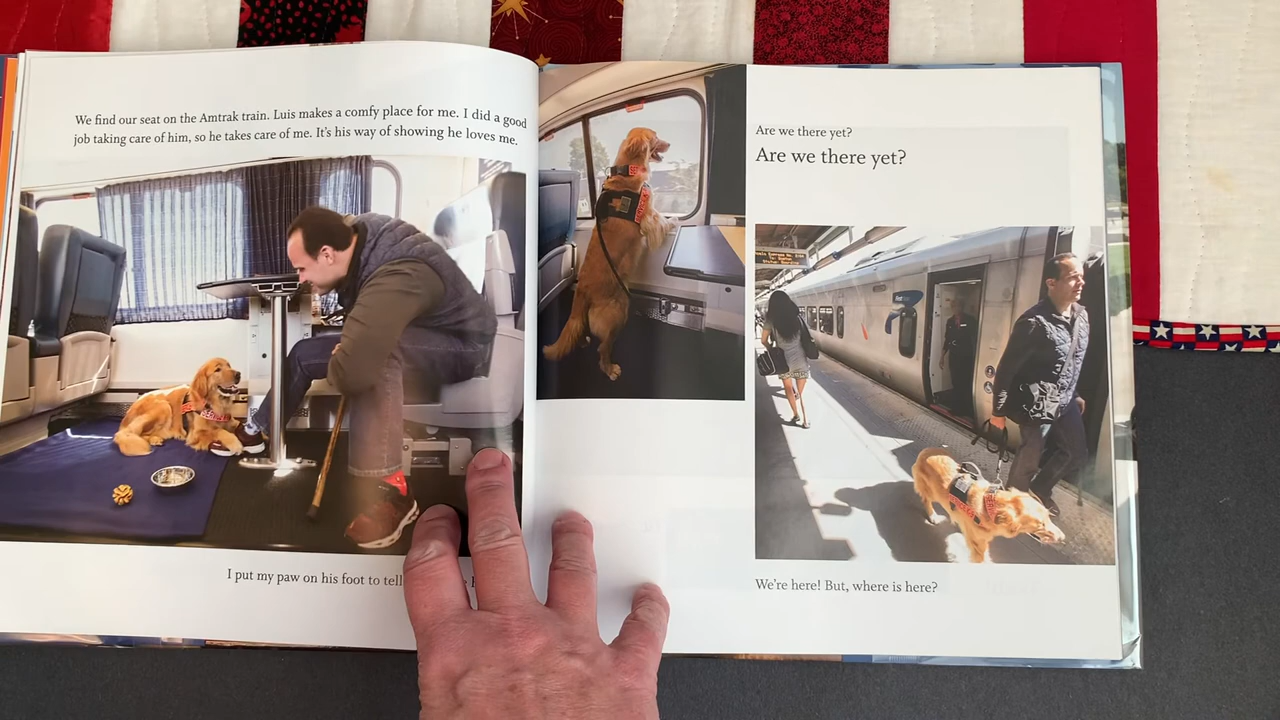 We find our seat on the Amtrak train. Luis makes a comfy place for me. I did a good
job taking care of him, so he takes care of me. It's his way of showing he loves me.
I put my paw on his foot to tell
Are we there yet?
Are we there yet?
We're here! But, where is here?